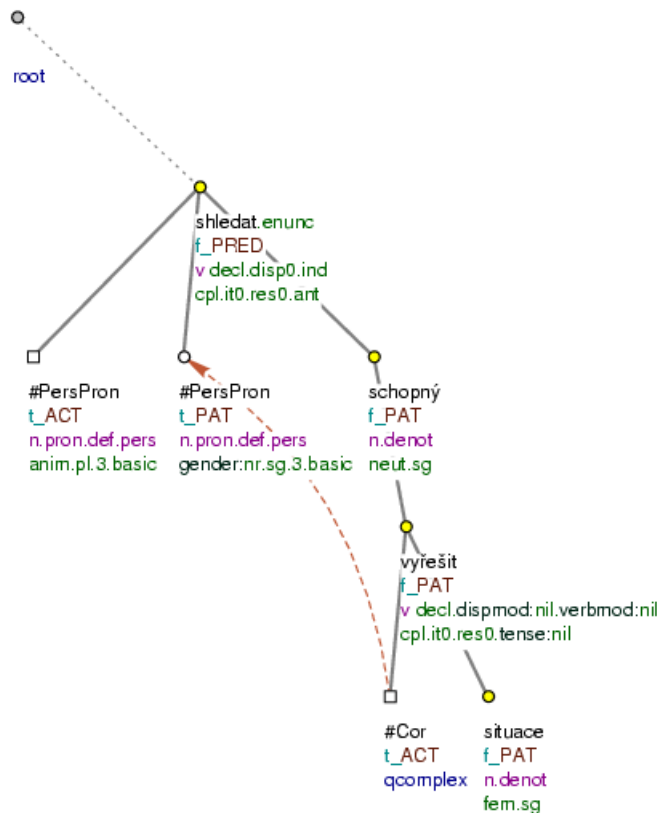 root
shledat.enunc
f_PRED
v decl.disp0.ind
cpl.it0.res0.ant
#PersPron
t_ACT
n.pron.def.pers
anim.pl.3.basic
#PersPron
t_PAT
n.pron.def.pers
gender:nr.sg.3.basic
schopný
f_PAT
n.denot
neut.sg
vyřešit
f_PAT
v decl.dispmod:nil.verbmod:nil
cpl.it0.res0.tense:nil
#Cor
t_ACT
qcomplex
situace
f_PAT
n.denot
fem.sg